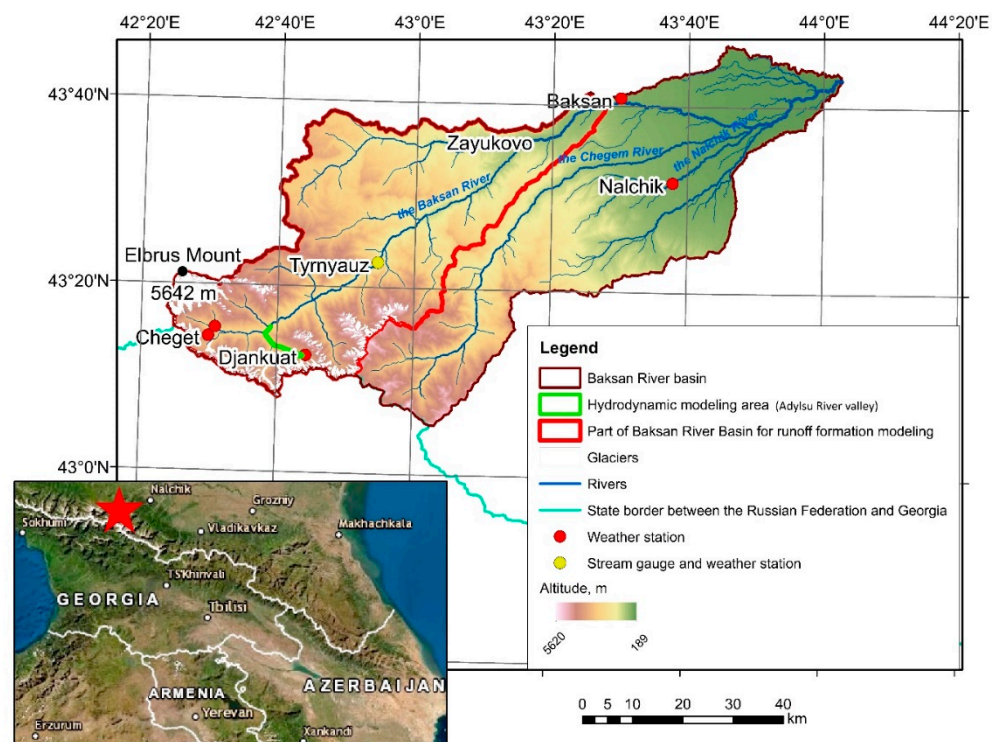 42°20'E
42°40'E
43°0'E
43°20'E
43°40'E
44°0'E
44°20'E
43°40'N
43°20'N
43°0'N
Baksan
Zayukovo
the Baksan River
the Chegem River
the Nalchik River
Nalchik
Elbrus Mount
5642 m
Tyrnyauz
Cheget
Djankuat
Legend
Baksan River basin
Hydrodynamic modeling area (Adylsu River valley)
Part of Baksan River Basin for runoff formation modeling
Glaciers
Rivers
State border between the Russian Federation and Georgia
Weather station
Stream gauge and weather station
Altitude, m
5620
189
0 5 10 20 30 40
km
Nalchik
Grozniy
Sokhumi
Vladikavkaz
Makhachkala
TS'Khinvali
GEORGIA
Tbilisi
ARMENIA
AZERBAIJAN
Yerevan
Erzurum
Xankandi